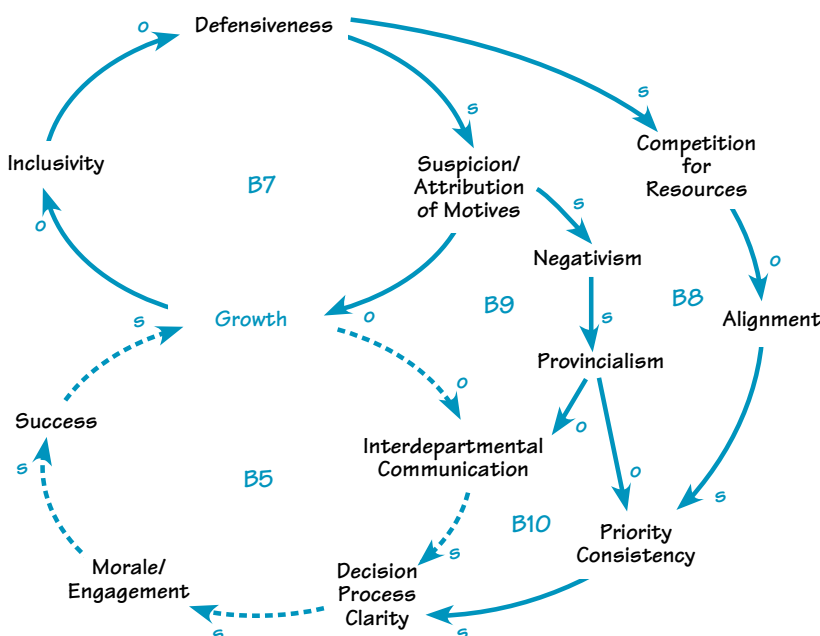 Defensiveness
o
s
s
Inclusivity
B7
Suspicion/
Attribution
of Motives
Competition
for
Resources
o
s
Negativism
o
Growth
o
s
B9
s
B8
Alignment
Provincialism
o
Success
o
Interdepartmental
Communication
s
B5
o
s
B10
s
Priority
Consistency
Morale/
Engagement
Decision
Process
Clarity
s
s